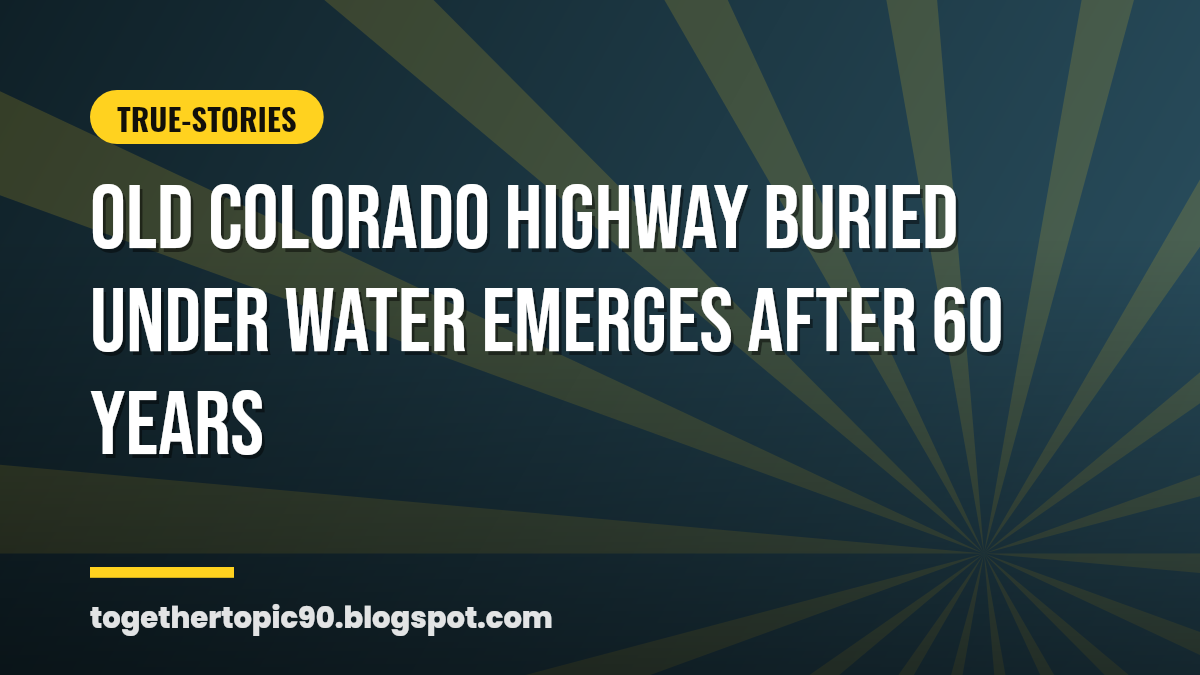 TRUE-STORIES
OLD COLORADO HIGHWAY BURIED
UNDER WATER EMERGES AFTER 60
YEARS
togethertopic90.blogspot.com